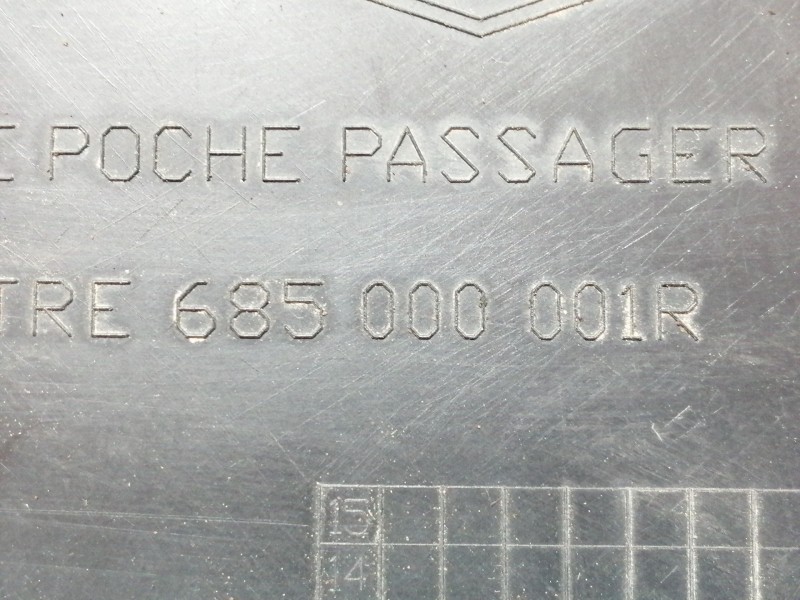 E POCHE PASSAGER
TRE 685 000 001R
15
14